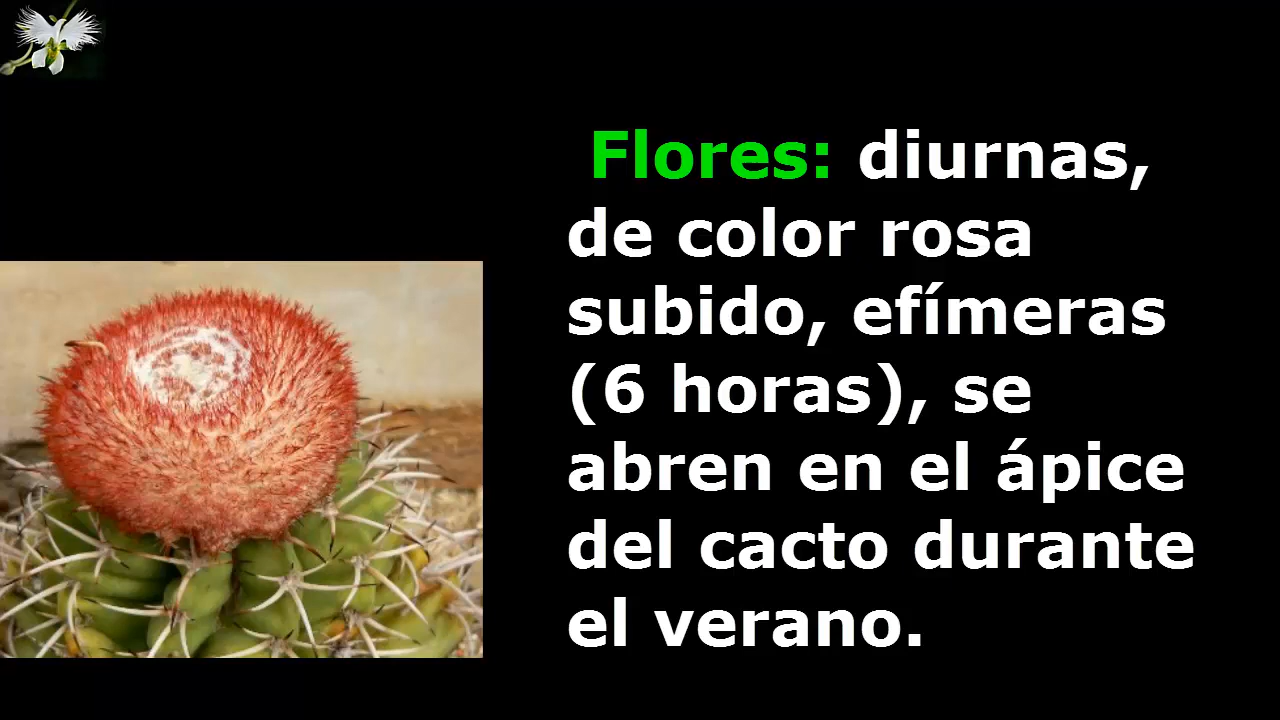 Flores: diurnas,
de color rosa
subido, efímeras
(6 horas), se
abren en el ápice
del cacto durante
el verano.